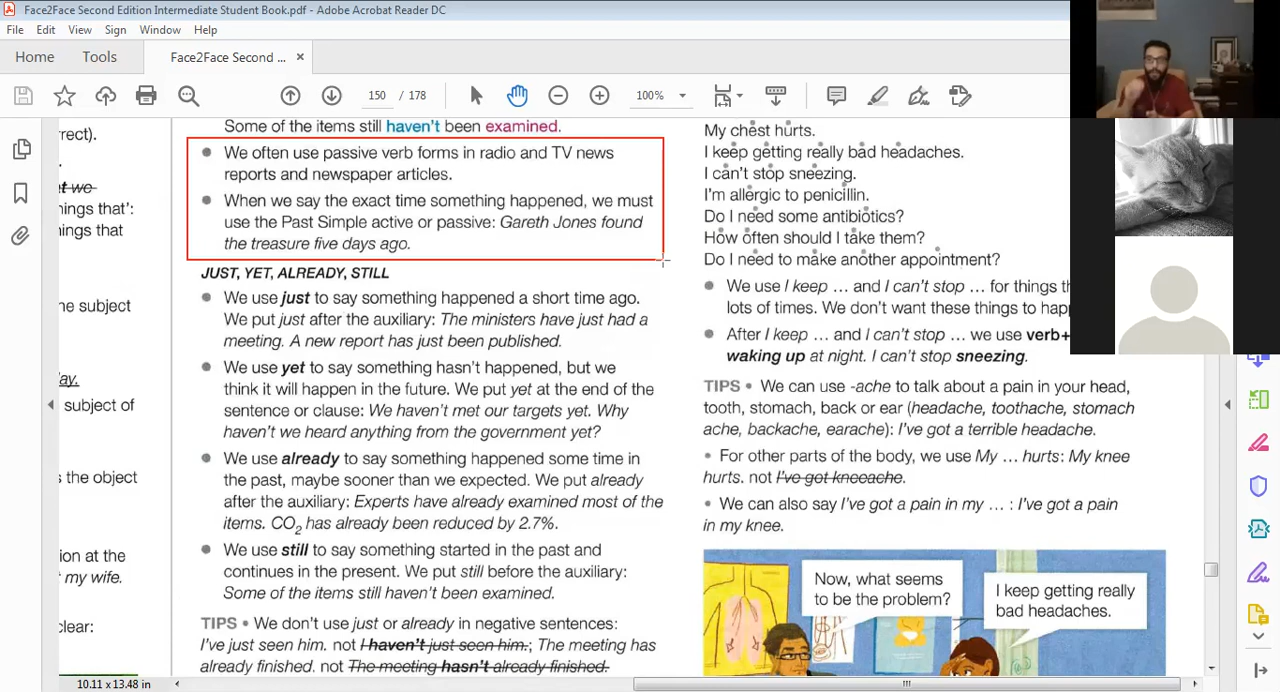 Face2Face Second Edition Intermediate Student Book.pdf - Adobe Acrobat Reader DC
File Edit View Sign Window Help
Home Tools Face2Face Second ... ×
150 / 178 100%
rrect).
t we
hings that':
ings that
he subject
ay.
subject of
s the object
ion at the
my wife.
clear:
Some of the items still haven't been examined.
● We often use passive verb forms in radio and TV news
reports and newspaper articles.
● When we say the exact time something happened, we must
use the Past Simple active or passive: Gareth Jones found
the treasure five days ago.
JUST, YET, ALREADY, STILL
● We use just to say something happened a short time ago.
We put just after the auxiliary: The ministers have just had a
meeting. A new report has just been published.
● We use yet to say something hasn't happened, but we
think it will happen in the future. We put yet at the end of the
sentence or clause: We haven't met our targets yet. Why
haven't we heard anything from the government yet?
● We use already to say something happened some time in
the past, maybe sooner than we expected. We put already
after the auxiliary: Experts have already examined most of the
items. CO2 has already been reduced by 2.7%.
● We use still to say something started in the past and
continues in the present. We put still before the auxiliary:
Some of the items still haven't been examined.
TIPS • We don't use just or already in negative sentences:
I've just seen him. not I haven't just seen him.; The meeting has
already finished. not The meeting hasn't already finished.
My chest hurts.
I keep getting really bad headaches.
I can't stop sneezing.
I'm allergic to penicillin.
Do I need some antibiotics?
How often should I take them?
Do I need to make another appointment?
● We use I keep ... and I can't stop ... for things th
lots of times. We don't want these things to happ
● After I keep ... and I can't stop ... we use verb+
waking up at night. I can't stop sneezing.
TIPS • We can use -ache to talk about a pain in your head,
tooth, stomach, back or ear (headache, toothache, stomach
ache, backache, earache): I've got a terrible headache.
• For other parts of the body, we use My ... hurts: My knee
hurts. not I've got kneeache.
• We can also say I've got a pain in my ... : I've got a pain
in my knee.
Now, what seems
to be the problem?
I keep getting really
bad headaches.
10.11 x 13.48 in